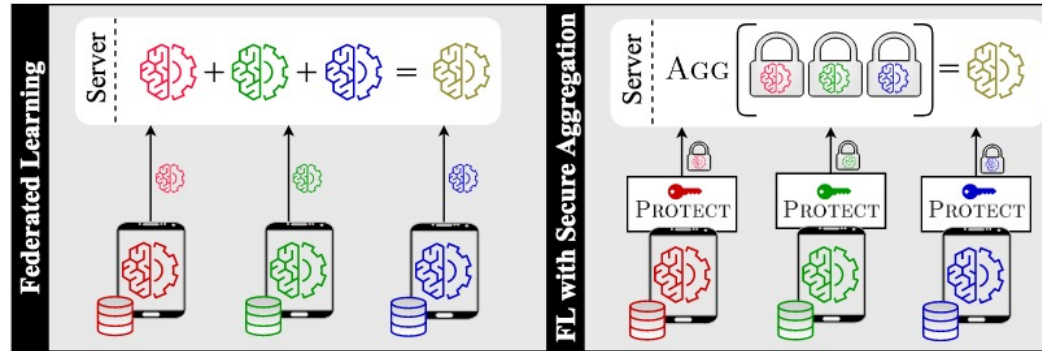 Federated Learning
Server
+ + =
FL with Secure Aggregation
Server
AGG [ ] =
PROTECT
PROTECT
PROTECT